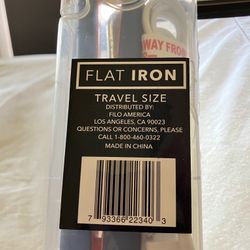 WAY FROM
FLAT IRON
TRAVEL SIZE
DISTRIBUTED BY:
FILO AMERICA
LOS ANGELES, CA 90023
QUESTIONS OR CONCERNS, PLEASE
CALL 1-800-460-0322
MADE IN CHINA
7 93366 22340 3